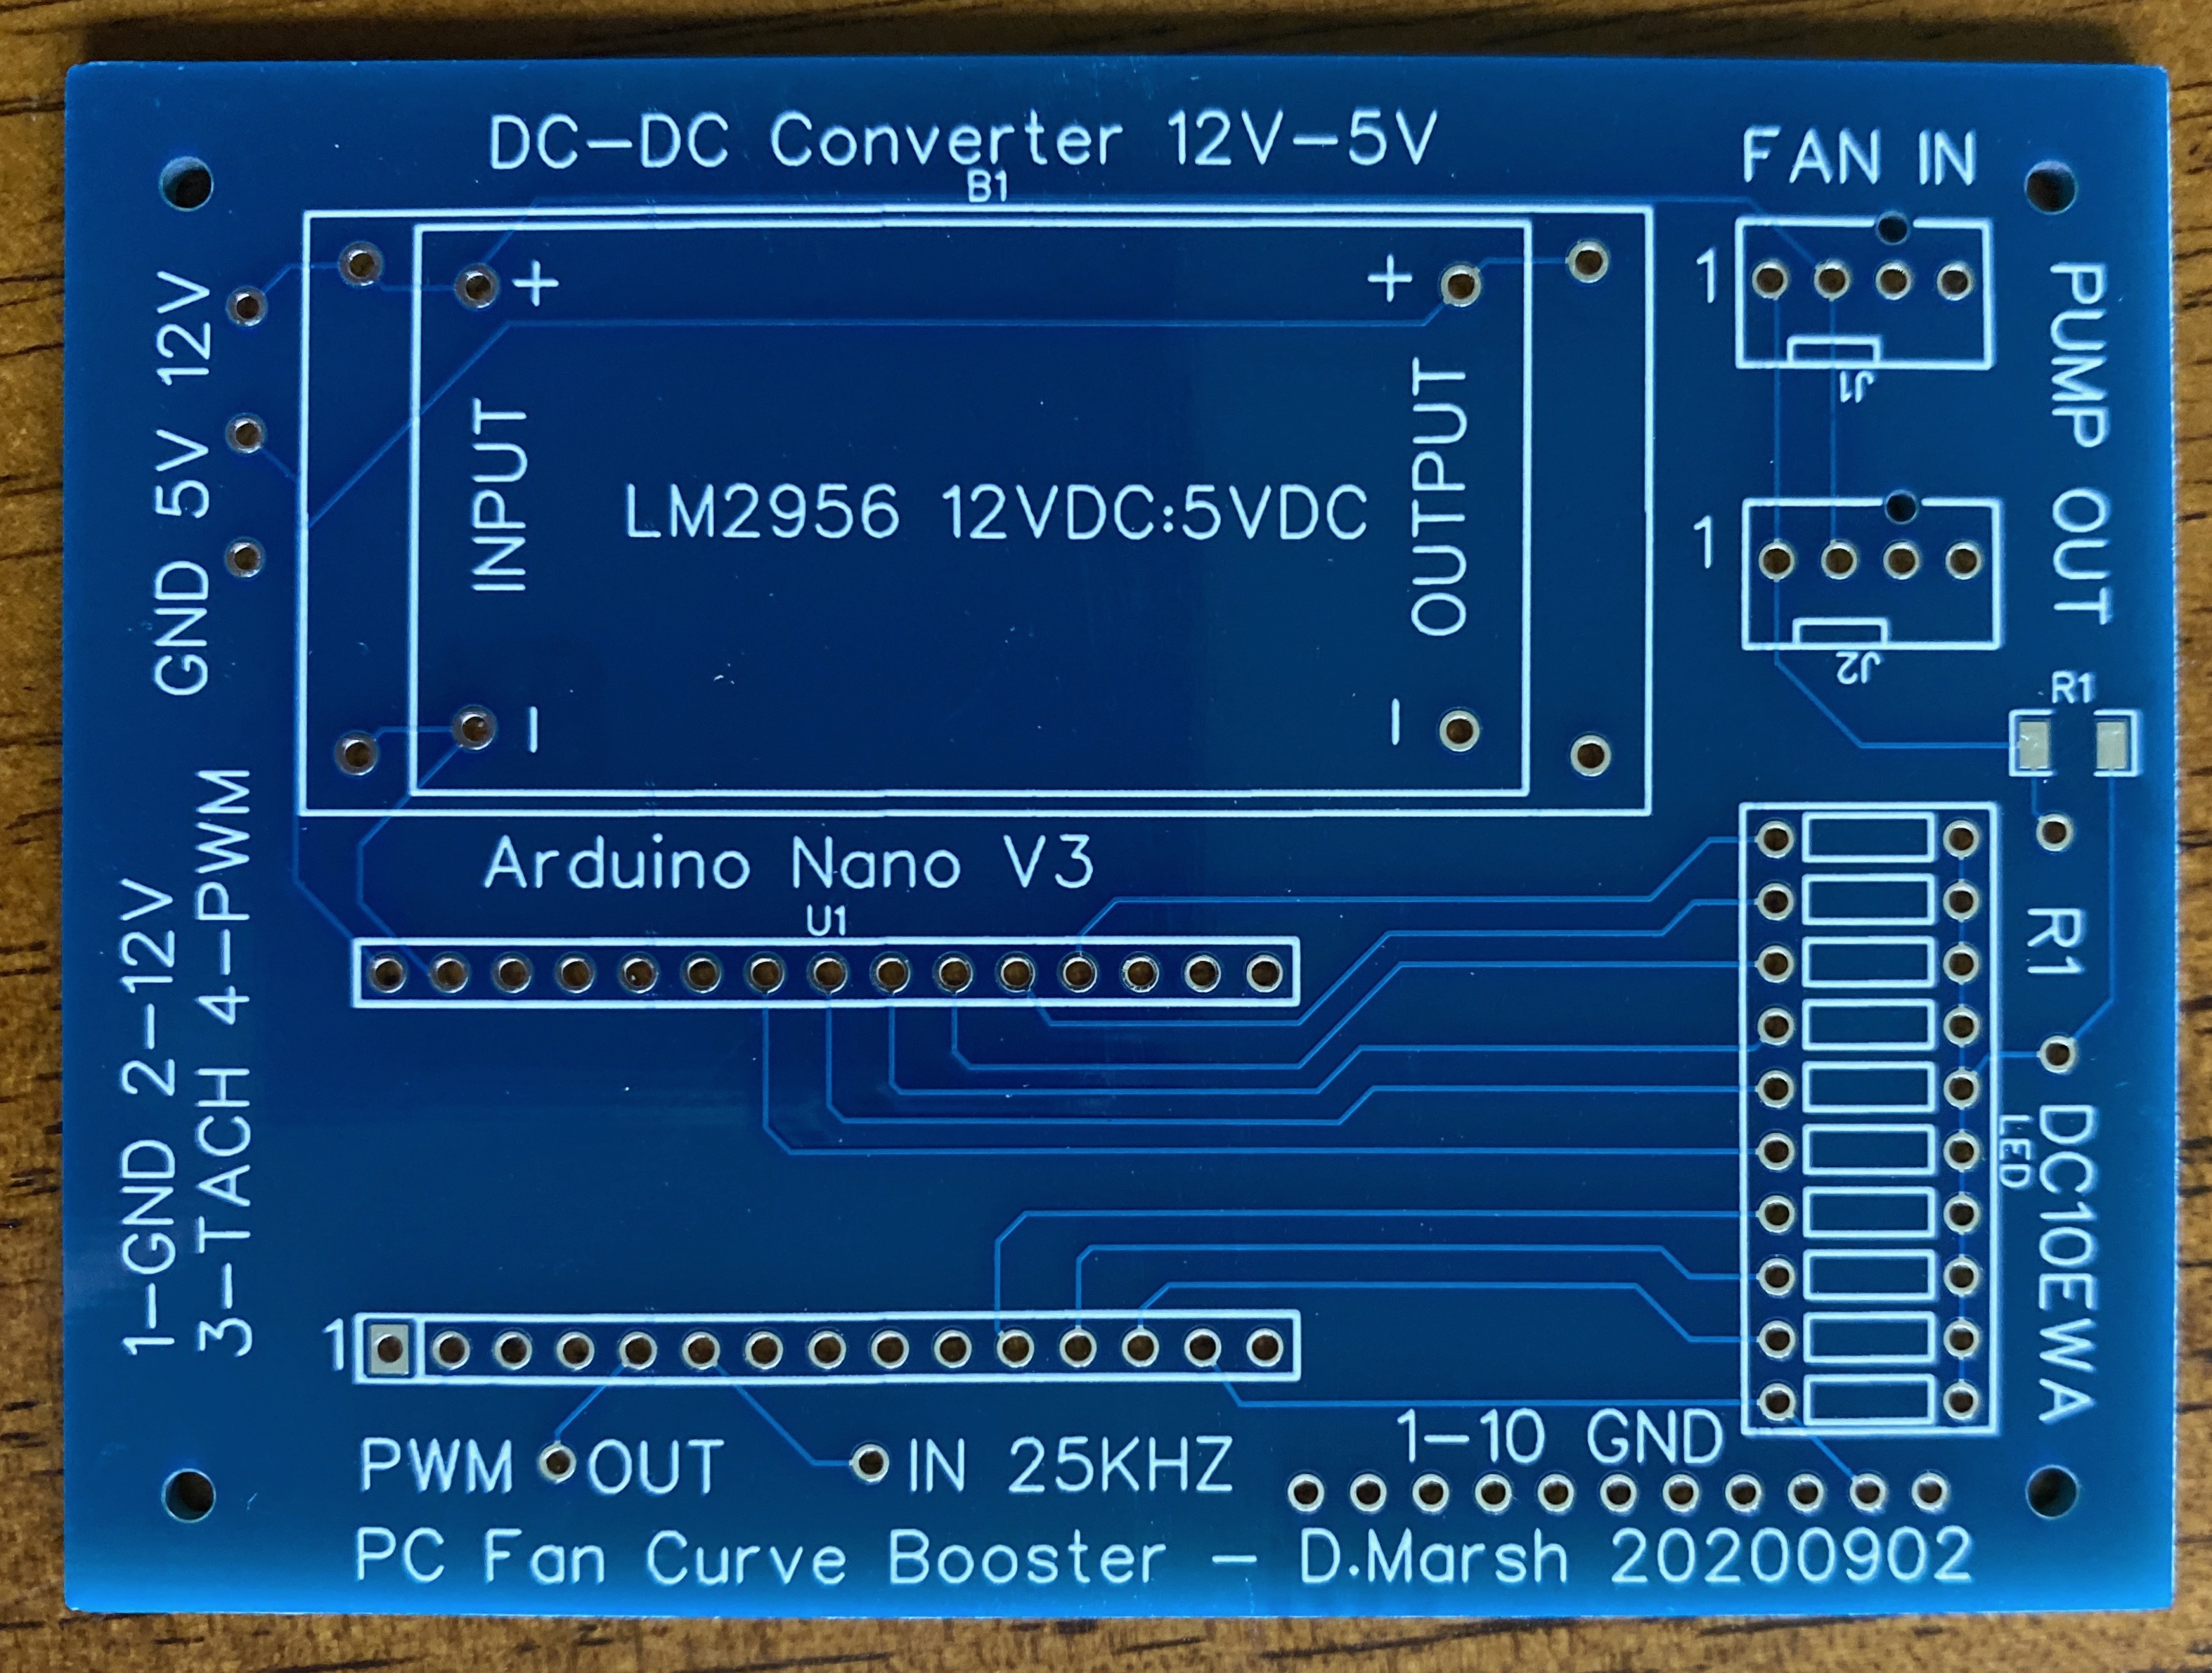 DC-DC Converter 12V-5V
B1
FAN IN
1
J1
PUMP OUT
1
J2
R1
12V
5V
GND
+
+
INPUT
OUTPUT
LM2956 12VDC:5VDC
-
-
1-GND 2-12V
3-TACH 4-PWM
Arduino Nano V3
U1
R1
LED
DC10EWA
1
PWM OUT
IN 25KHZ
1-10 GND
PC Fan Curve Booster - D.Marsh 20200902